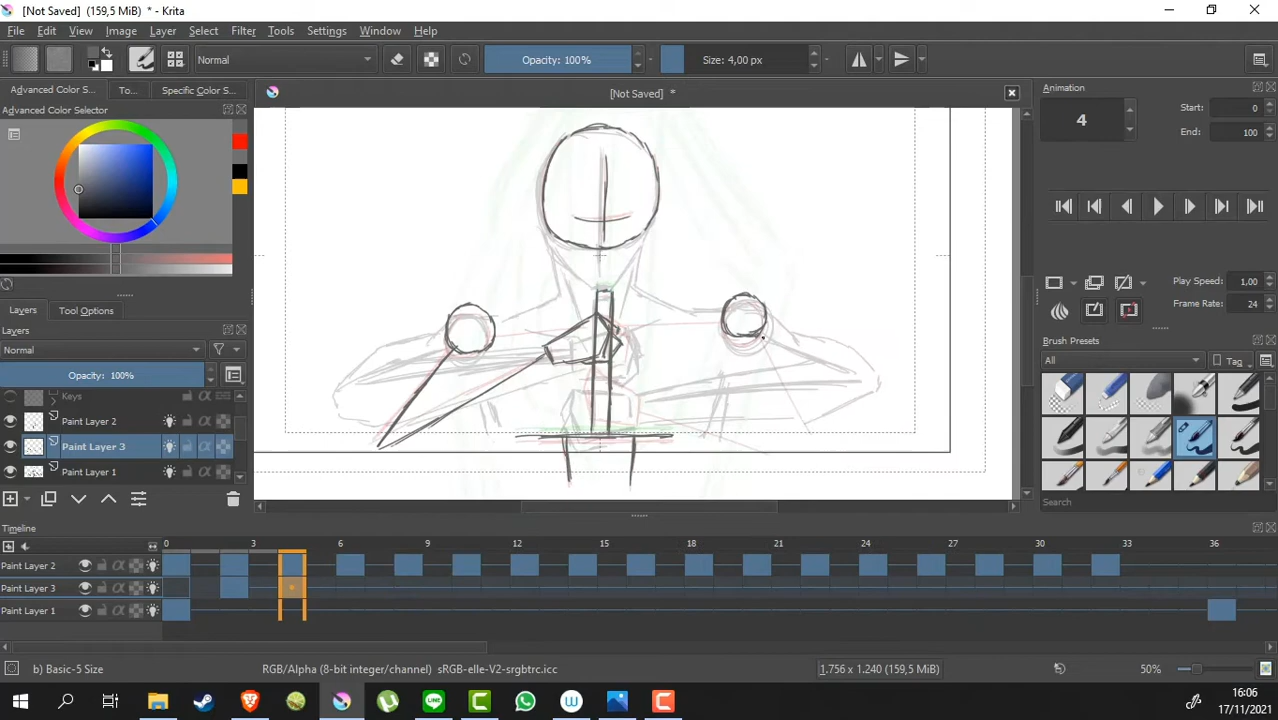 [Not Saved] (159,5 MiB) * - Krita
File Edit View Image Layer Select Filter Tools Settings Window Help
Normal Opacity: 100% Size: 4,00 px
Advanced Color S... To... Specific Color S...
[Not Saved] *
Advanced Color Selector
Animation
4
Start: 0
End: 100
Play Speed: 1,00
Frame Rate: 24
Layers Tool Options
Layers
Normal
Opacity: 100%
Keys
Paint Layer 2
Paint Layer 3
Paint Layer 1
Brush Presets
All Tag
Search
Timeline
0 3 6 9 12 15 18 21 24 27 30 33 36
Paint Layer 2
Paint Layer 3
Paint Layer 1
b) Basic-5 Size
RGB/Alpha (8-bit integer/channel) sRGB-elle-V2-srgbtrc.icc
1.756 x 1.240 (159,5 MiB)
50%
16:06
17/11/2021